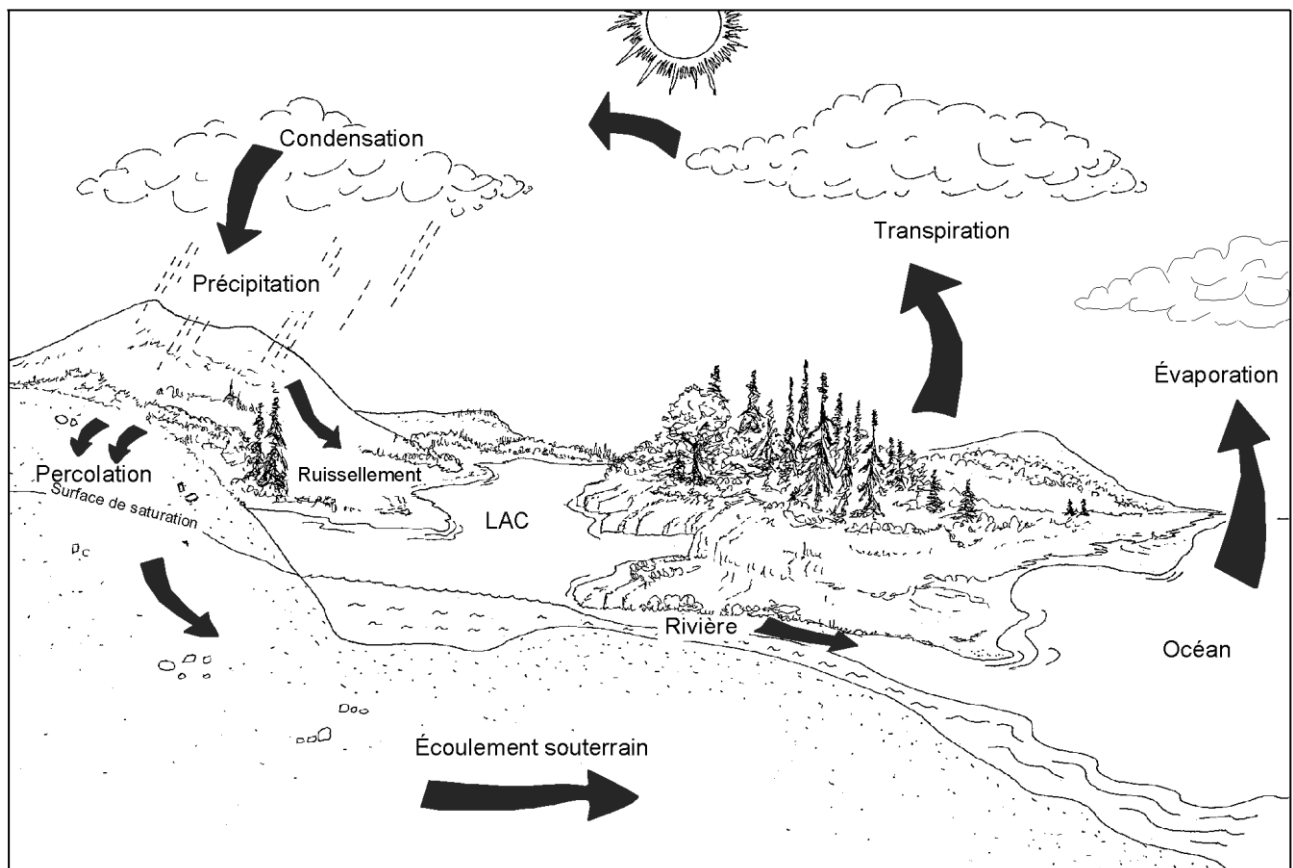 Condensation
Transpiration
Précipitation
Évaporation
Percolation
Ruissellement
Surface de saturation
LAC
Rivière
Océan
Écoulement souterrain